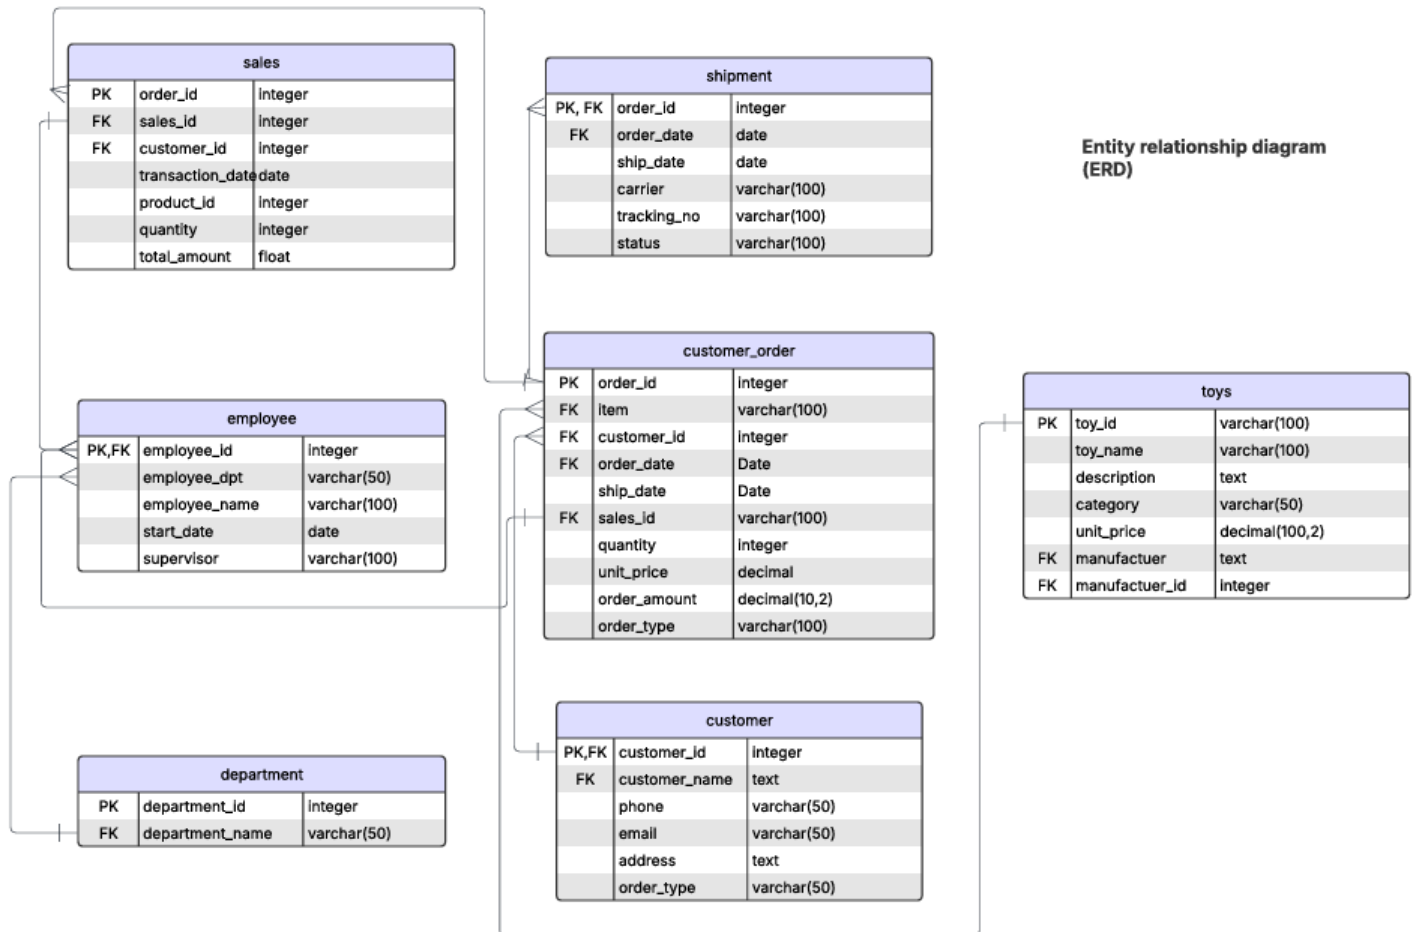 sales
PK order_id integer
FK sales_id integer
FK customer_id integer
transaction_date date
product_id integer
quantity integer
total_amount float
shipment
PK, FK order_id integer
FK order_date date
ship_date date
carrier varchar(100)
tracking_no varchar(100)
status varchar(100)
Entity relationship diagram
(ERD)
customer_order
PK order_id integer
FK item varchar(100)
FK customer_id integer
FK order_date Date
ship_date Date
FK sales_id varchar(100)
quantity integer
unit_price decimal
order_amount decimal(10,2)
order_type varchar(100)
toys
PK toy_id varchar(100)
toy_name varchar(100)
description text
category varchar(50)
unit_price decimal(100,2)
FK manufactuer text
FK manufactuer_id integer
employee
PK,FK employee_id integer
employee_dpt varchar(50)
employee_name varchar(100)
start_date date
supervisor varchar(100)
customer
PK,FK customer_id integer
FK customer_name text
phone varchar(50)
email varchar(50)
address text
order_type varchar(50)
department
PK department_id integer
FK department_name varchar(50)